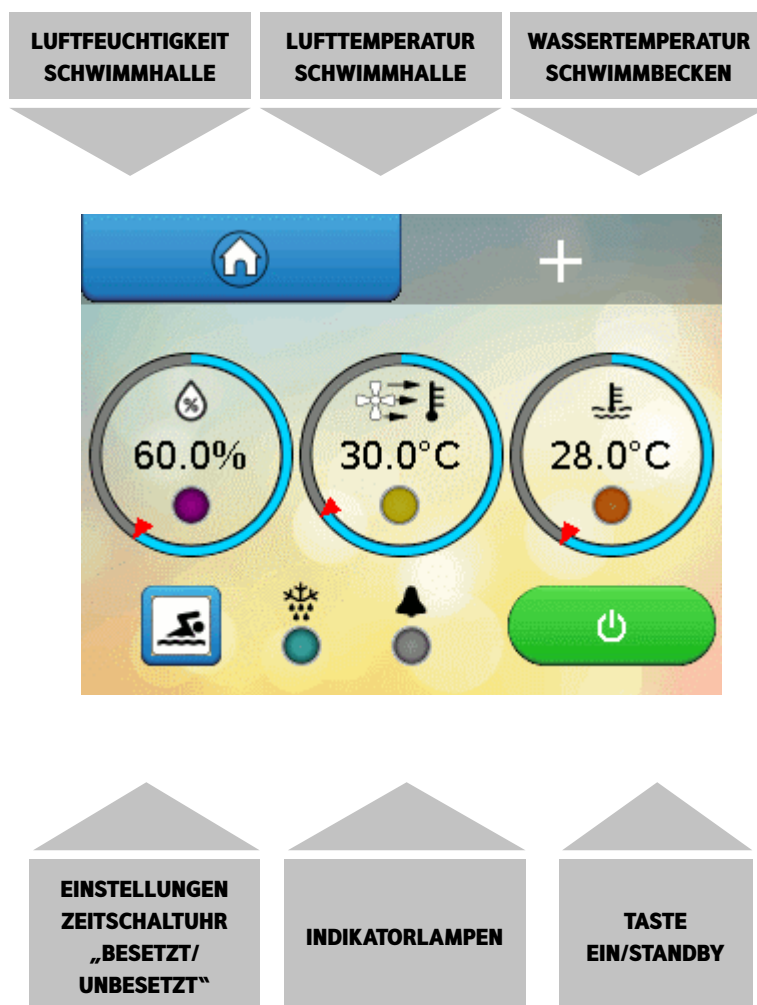 LUFTFEUCHTIGKEIT
SCHWIMMHALLE
LUFTTEMPERATUR
SCHWIMMHALLE
WASSERTEMPERATUR
SCHWIMMBECKEN
60.0%
30.0°C
28.0°C
EINSTELLUNGEN
ZEITSCHALTUHR
„BESETZT/
UNBESETZT“
INDIKATORLAMPEN
TASTE
EIN/STANDBY